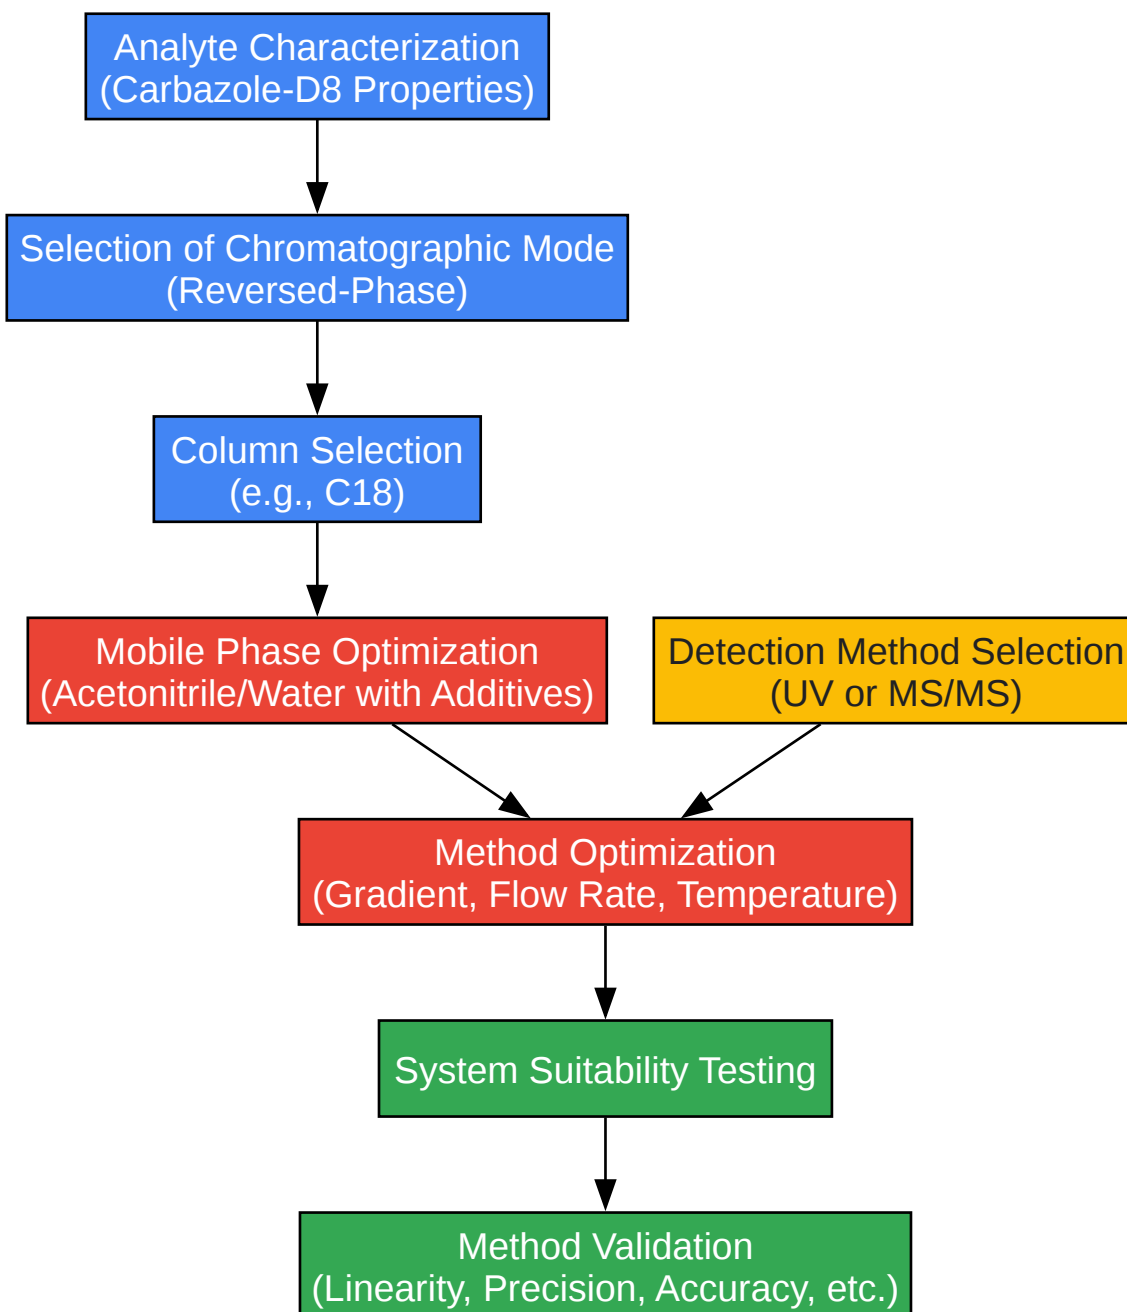 Analyte Characterization
(Carbazole-D8 Properties)
Selection of Chromatographic Mode
(Reversed-Phase)
Column Selection
(e.g., C18)
Mobile Phase Optimization
(Acetonitrile/Water with Additives)
Detection Method Selection
(UV or MS/MS)
Method Optimization
(Gradient, Flow Rate, Temperature)
System Suitability Testing
Method Validation
(Linearity, Precision, Accuracy, etc.)